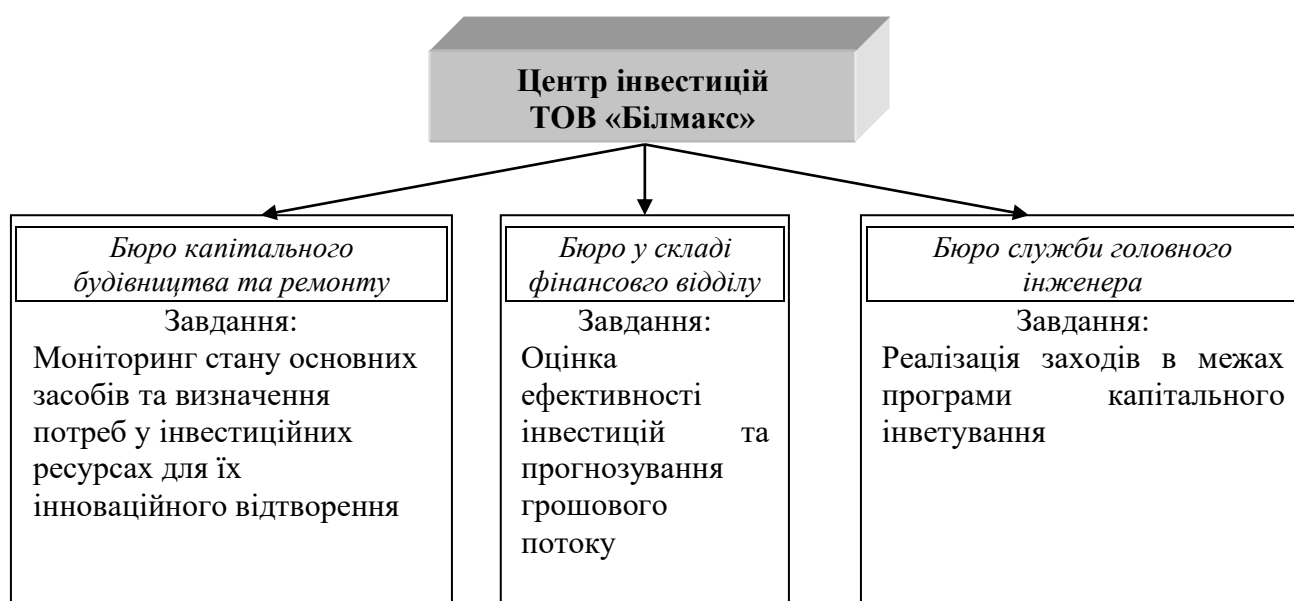 Центр інвестицій
ТОВ «Білмакс»
Бюро капітального
будівництва та ремонту
Завдання:
Моніторинг стану основних
засобів та визначення
потреб у інвестиційних
ресурсах для їх
інноваційного відтворення
Бюро у складі
фінансовго відділу
Завдання:
Оцінка
ефективності
інвестицій та
прогнозування
грошового
потоку
Бюро служби головного
інженера
Завдання:
Реалізація заходів в межах
програми капітального
інветування